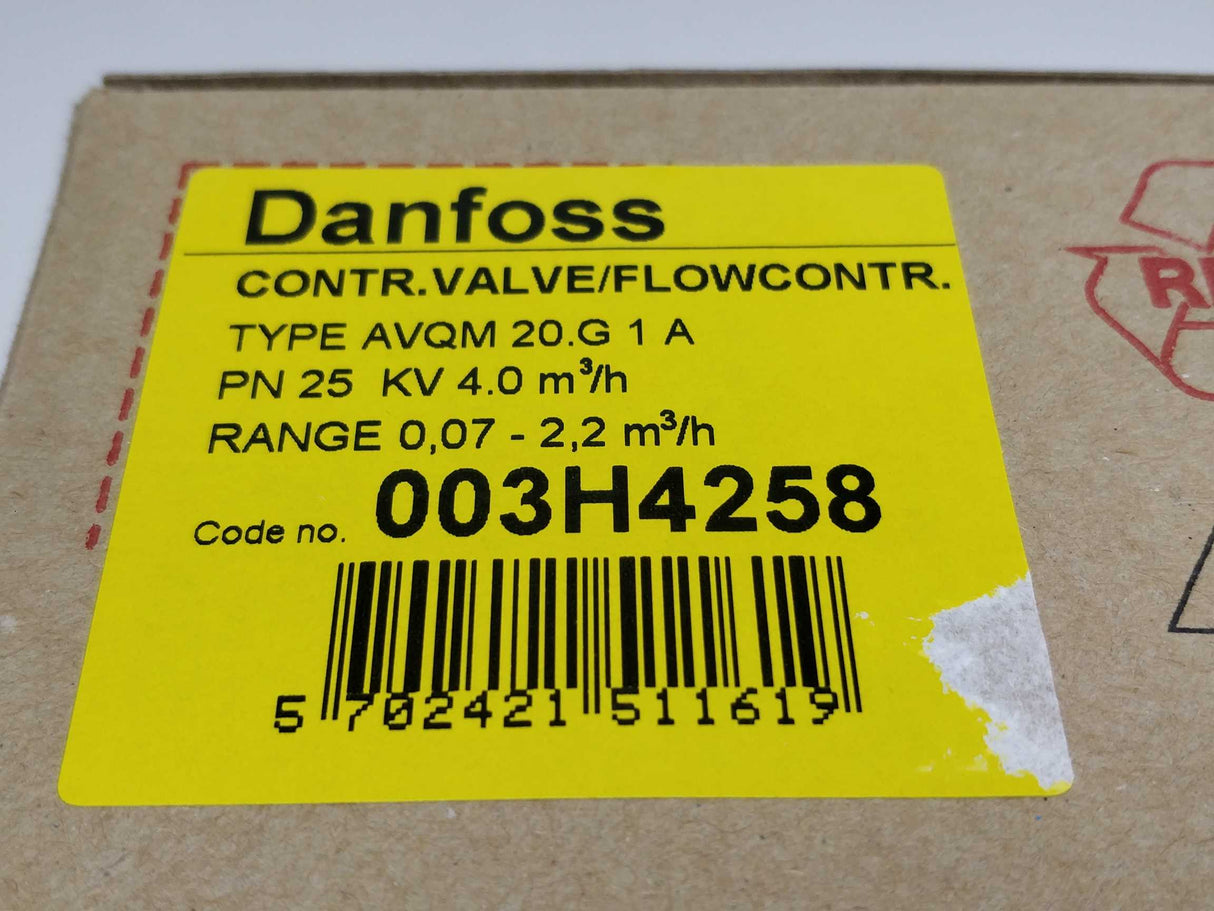 Danfoss
CONTR.VALVE/FLOWCONTR.
TYPE AVQM 20.G 1 A
PN 25 KV 4.0 m³/h
RANGE 0,07 - 2,2 m³/h
Code no. 003H4258
5 702421 511619